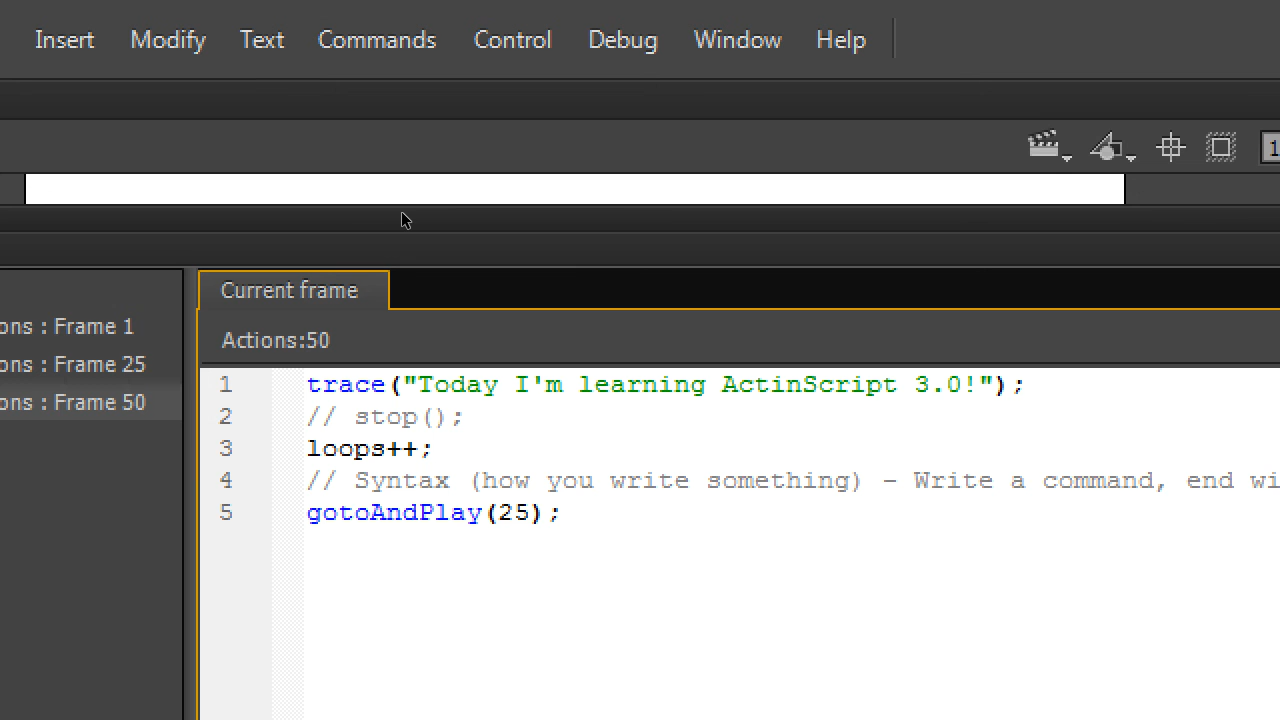 Insert Modify Text Commands Control Debug Window Help
1
Current frame
ons : Frame 1
Actions:50
ons : Frame 25
ons : Frame 50
1 trace("Today I'm learning ActinScript 3.0!");
2 // stop();
3 loops++;
4 // Syntax (how you write something) - Write a command, end wi
5 gotoAndPlay(25);